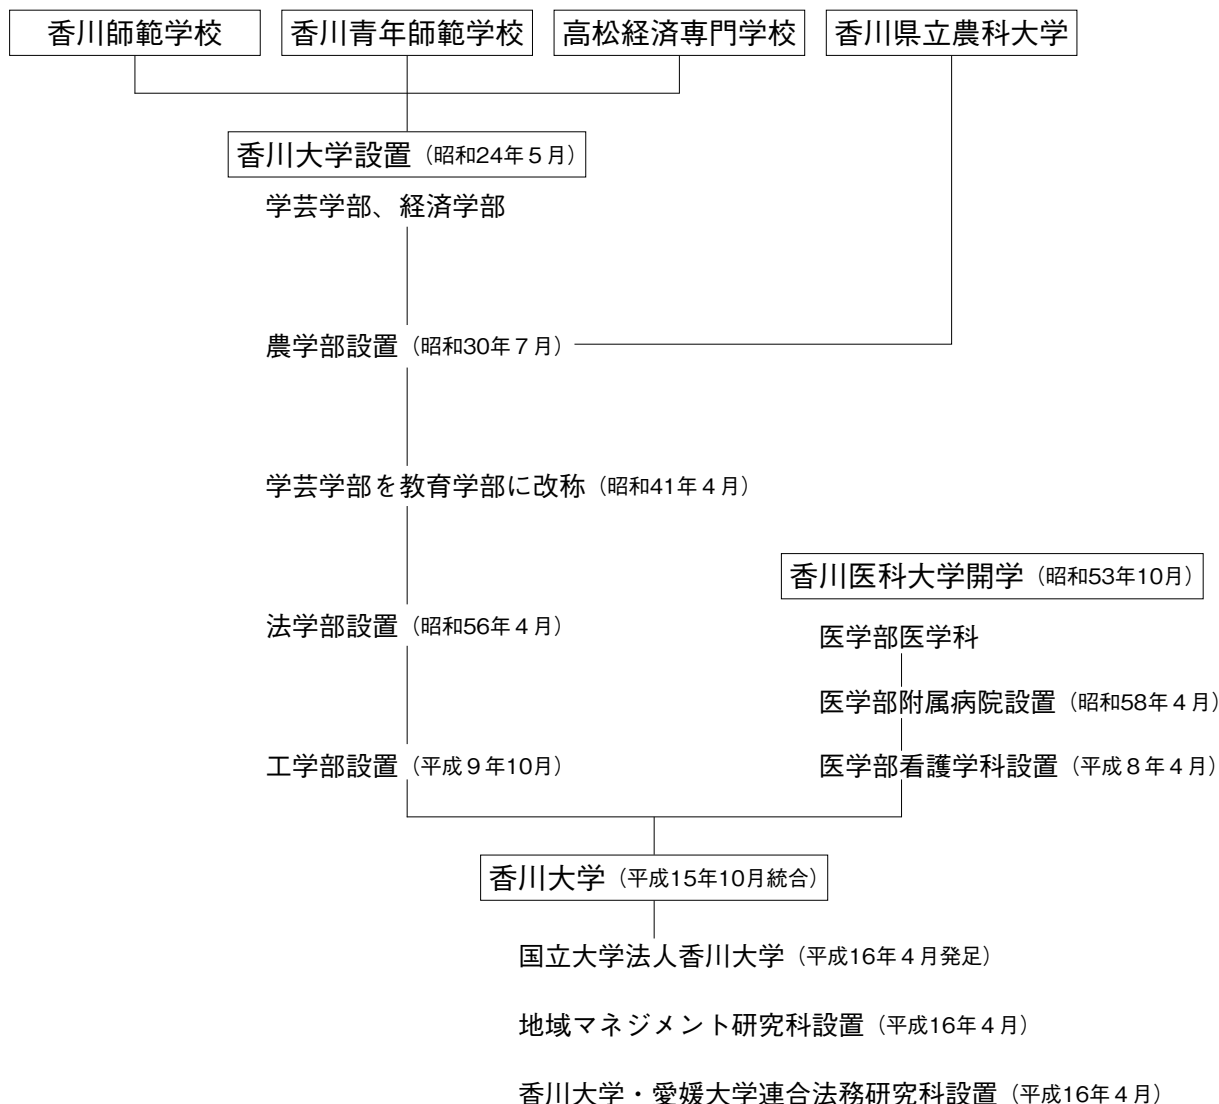 香川師範学校
香川青年師範学校
高松経済専門学校
香川県立農科大学
香川大学設置（昭和24年５月）
学芸学部、経済学部
農学部設置（昭和30年７月）
学芸学部を教育学部に改称（昭和41年４月）
香川医科大学開学（昭和53年10月）
法学部設置（昭和56年４月）
医学部医学科
医学部附属病院設置（昭和58年４月）
工学部設置（平成９年10月）
医学部看護学科設置（平成８年４月）
香川大学（平成15年10月統合）
国立大学法人香川大学（平成16年４月発足）
地域マネジメント研究科設置（平成16年４月）
香川大学・愛媛大学連合法務研究科設置（平成16年４月）